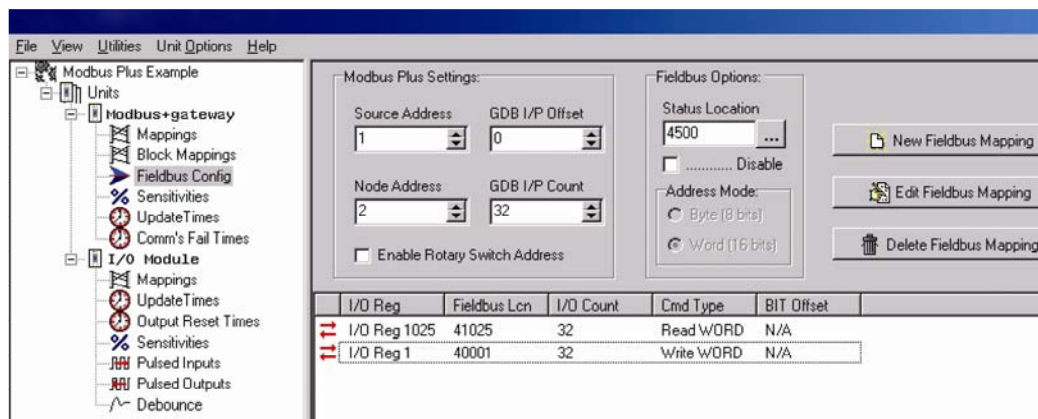 File View Utilities Unit Options Help
Modbus Plus Example
Units
Modbus+gateway
Mappings
Block Mappings
Fieldbus Config
Sensitivities
UpdateTimes
Comm's Fail Times
I/O Module
Mappings
UpdateTimes
Output Reset Times
Sensitivities
Pulsed Inputs
Pulsed Outputs
Debounce
Modbus Plus Settings:
Source Address GDB I/P Offset
1 0
Node Address GDB I/P Count
2 32
Enable Rotary Switch Address
Fieldbus Options:
Status Location
4500 ...
............ Disable
Address Mode:
Byte (8 bits)
Word (16 bits)
New Fieldbus Mapping
Edit Fieldbus Mapping
Delete Fieldbus Mapping
I/O Reg Fieldbus Lcn I/O Count Cmd Type BIT Offset
I/O Reg 1025 41025 32 Read WORD N/A
I/O Reg 1 40001 32 Write WORD N/A